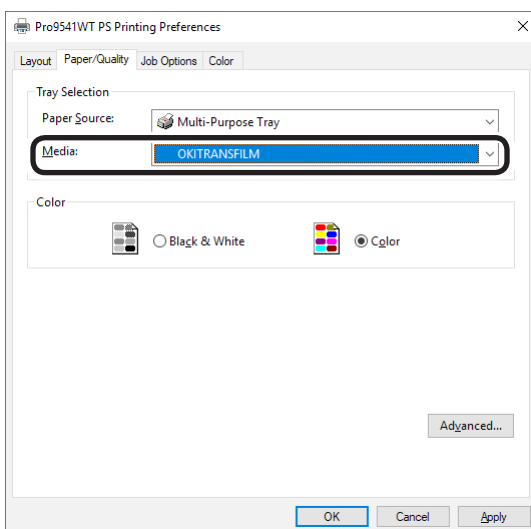 Pro9541WT PS Printing Preferences
Layout Paper/Quality Job Options Color
Tray Selection
Paper Source: Multi-Purpose Tray
Media: OKITRANSFILM
Color
Black & White Color
Advanced...
OK Cancel Apply